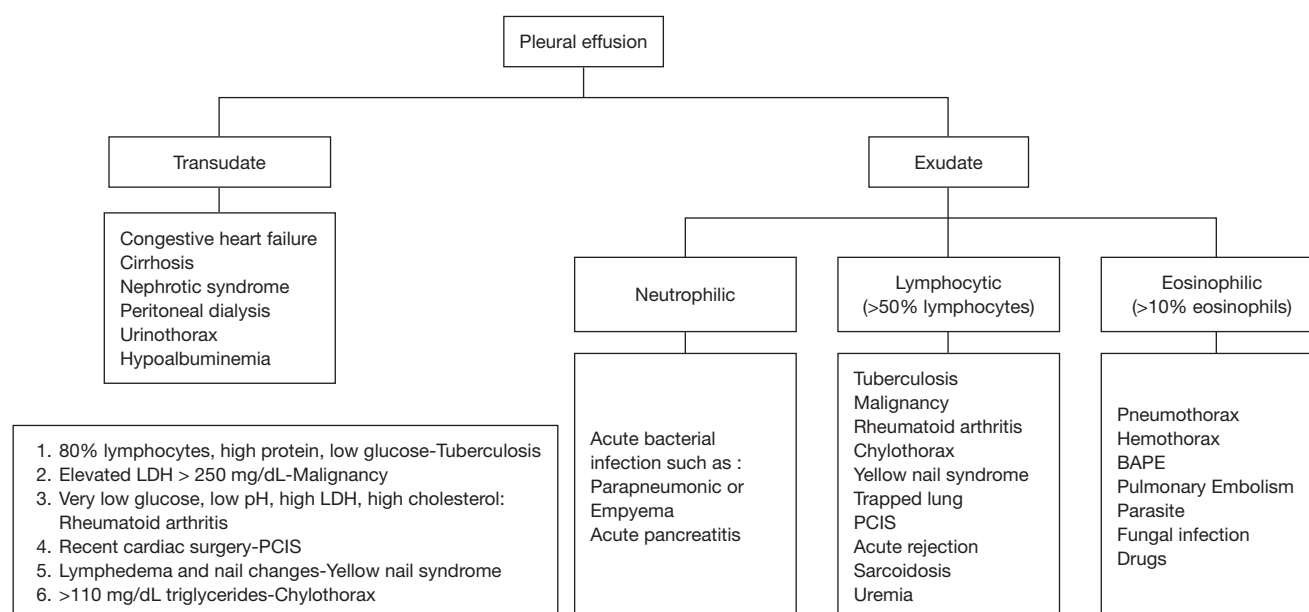 Pleural effusion
Transudate
Exudate
Congestive heart failure
Cirrhosis
Nephrotic syndrome
Peritoneal dialysis
Urinothorax
Hypoalbuminemia
Neutrophilic
Lymphocytic
(>50% lymphocytes)
Eosinophilic
(>10% eosinophils)
Acute bacterial
infection such as :
Parapneumonic or
Empyema
Acute pancreatitis
Tuberculosis
Malignancy
Rheumatoid arthritis
Chylothorax
Yellow nail syndrome
Trapped lung
PCIS
Acute rejection
Sarcoidosis
Uremia
Pneumothorax
Hemothorax
BAPE
Pulmonary Embolism
Parasite
Fungal infection
Drugs
1. 80% lymphocytes, high protein, low glucose-Tuberculosis
2. Elevated LDH > 250 mg/dL-Malignancy
3. Very low glucose, low pH, high LDH, high cholesterol:
Rheumatoid arthritis
4. Recent cardiac surgery-PCIS
5. Lymphedema and nail changes-Yellow nail syndrome
6. >110 mg/dL triglycerides-Chylothorax